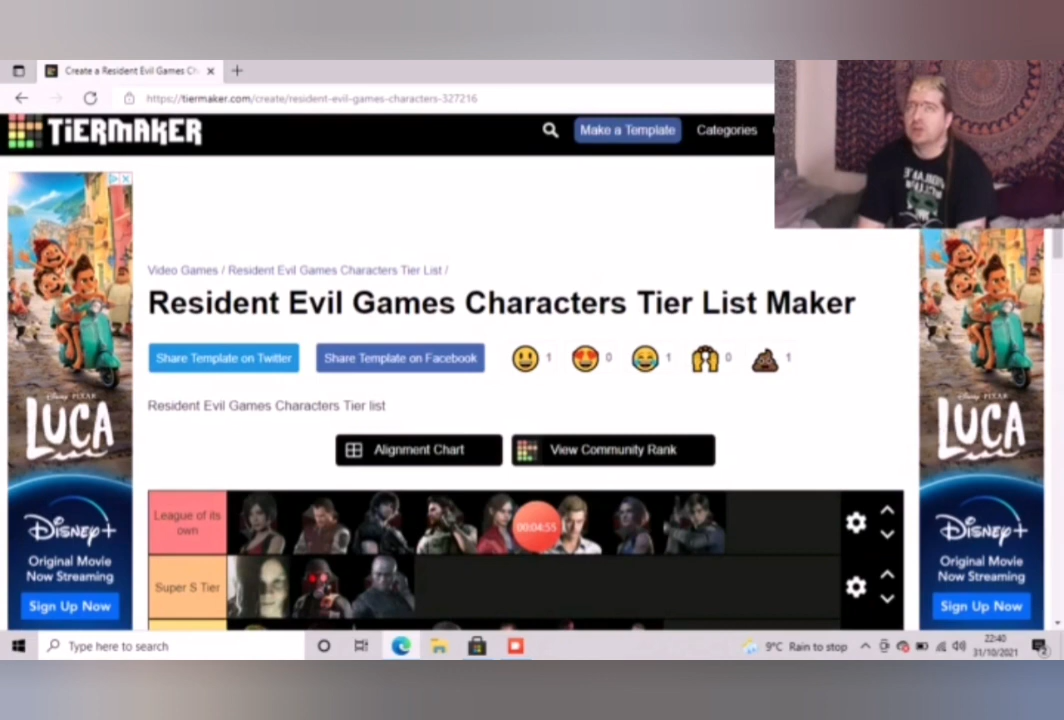 Create a Resident Evil Games Ch
https://tiermaker.com/create/resident-evil-games-characters-327216
TiERMAKER
Make a Template
Categories
Video Games / Resident Evil Games Characters Tier List /
Resident Evil Games Characters Tier List Maker
Share Template on Twitter
Share Template on Facebook
1
0
1
0
1
Resident Evil Games Characters Tier list
Alignment Chart
View Community Rank
League of its
own
00:04:55
Super S Tier
DISNEY PIXAR
LUCA
Disney+
Original Movie
Now Streaming
Sign Up Now
LUCA
Disney+
Original Movie
Now Streaming
Sign Up Now
Type here to search
9°C Rain to stop
22:40
31/10/2021
2